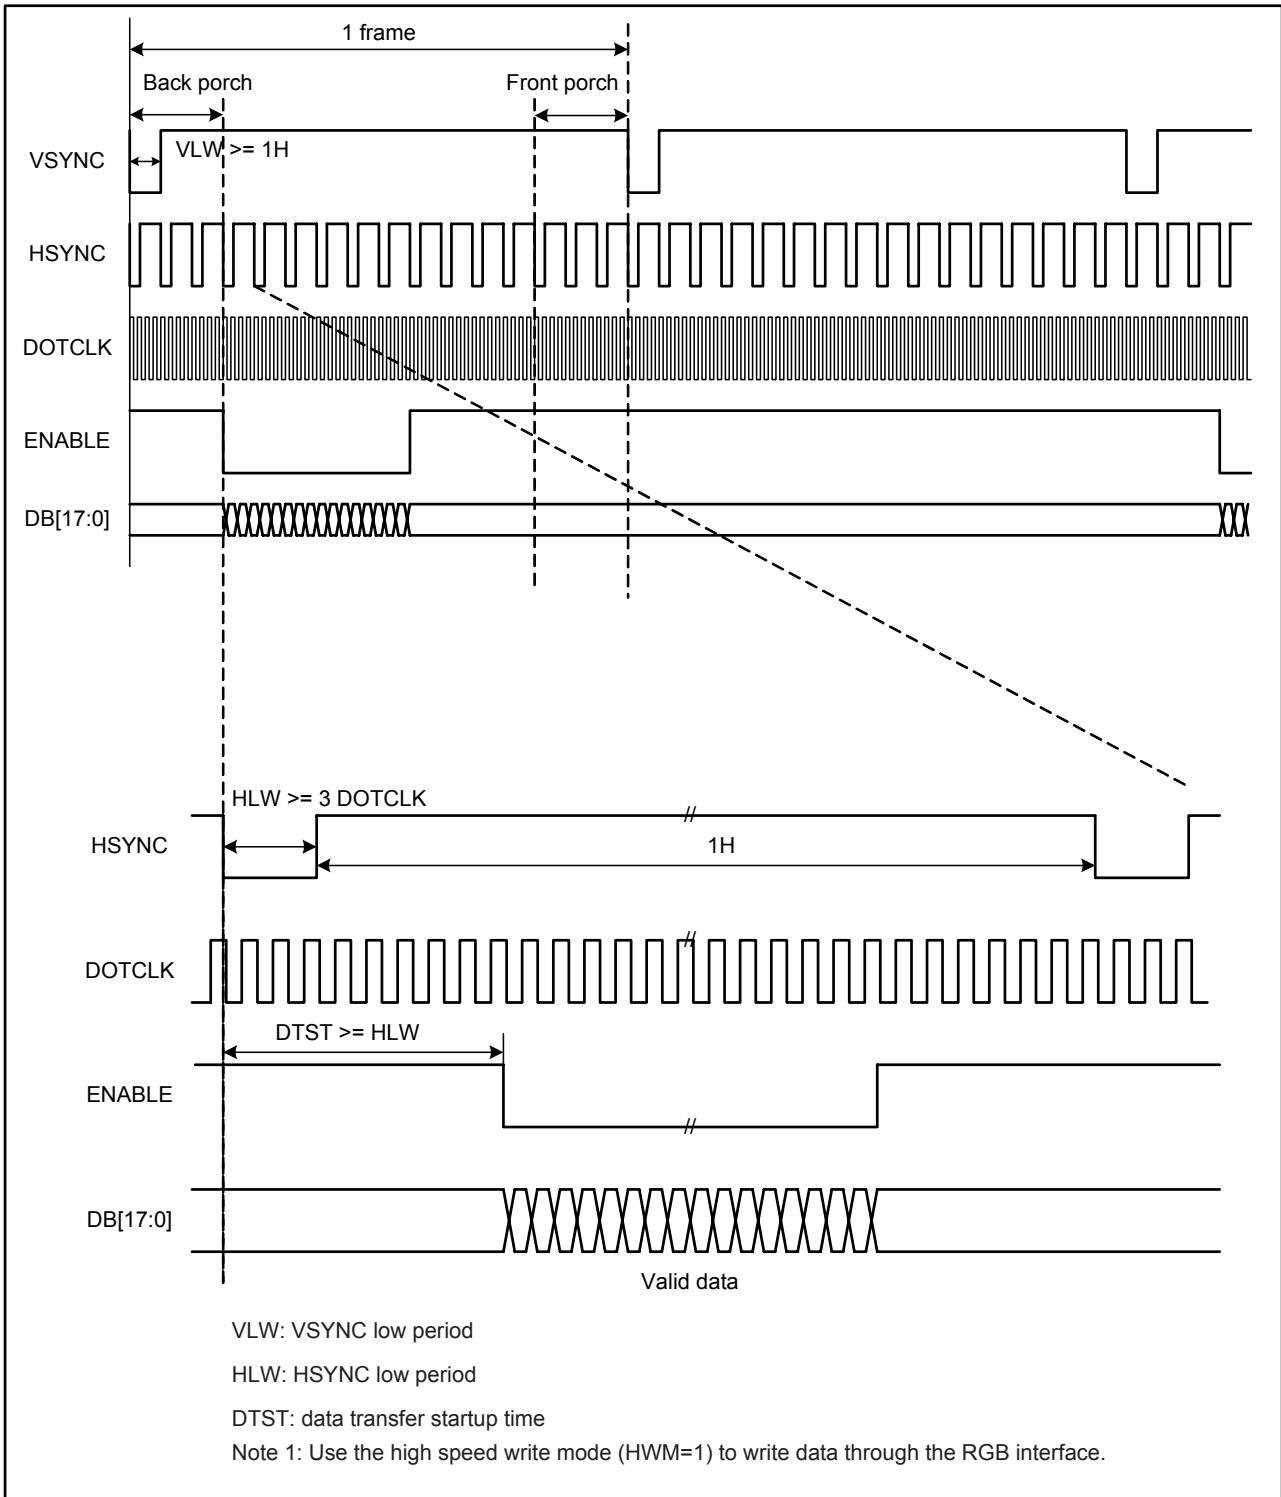 1 frame
Back porch
Front porch
VLW >= 1H
VSYNC
HSYNC
DOTCLK
ENABLE
DB[17:0]
HLW >= 3 DOTCLK
//
HSYNC
1H
//
DOTCLK
DTST >= HLW
ENABLE
//
DB[17:0]
Valid data
VLW: VSYNC low period
HLW: HSYNC low period
DTST: data transfer startup time
Note 1: Use the high speed write mode (HWM=1) to write data through the RGB interface.